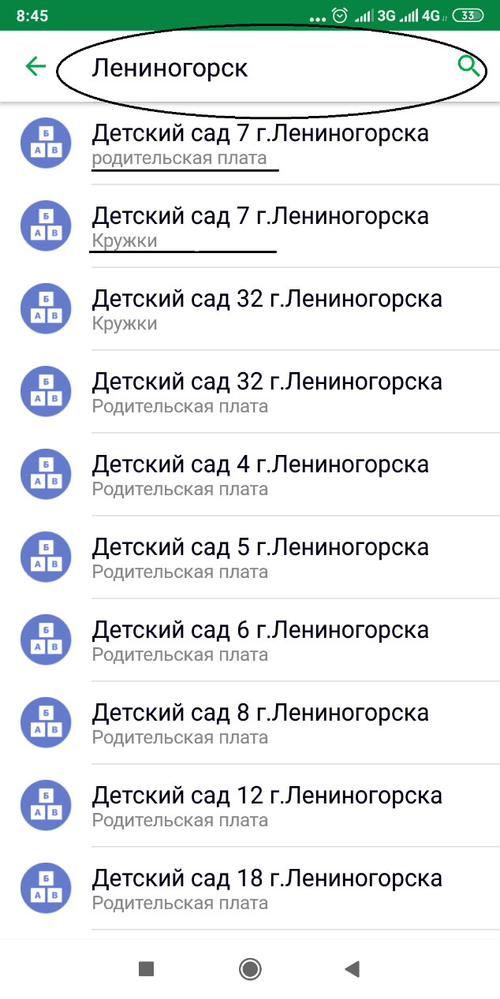 8:45 3G 4G 33
Лениногорск
Б
А В
Детский сад 7 г.Лениногорска
родительская плата
Б
А В
Детский сад 7 г.Лениногорска
Кружки
Б
А В
Детский сад 32 г.Лениногорска
Кружки
Б
А В
Детский сад 32 г.Лениногорска
Родительская плата
Б
А В
Детский сад 4 г.Лениногорска
Родительская плата
Б
А В
Детский сад 5 г.Лениногорска
Родительская плата
Б
А В
Детский сад 6 г.Лениногорска
Родительская плата
Б
А В
Детский сад 8 г.Лениногорска
Родительская плата
Б
А В
Детский сад 12 г.Лениногорска
Родительская плата
Б
А В
Детский сад 18 г.Лениногорска
Родительская плата